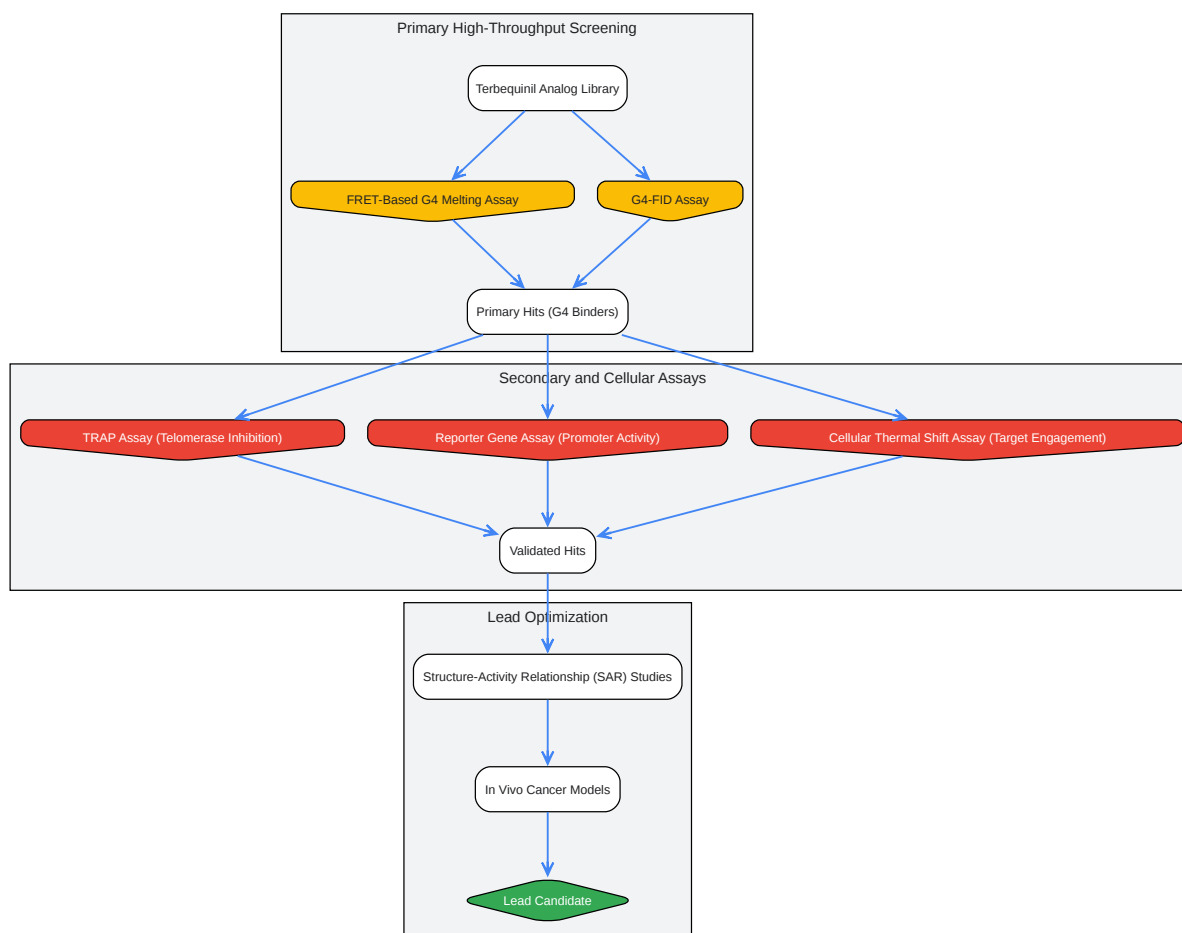 Primary High-Throughput Screening
Terbequinil Analog Library
FRET-Based G4 Melting Assay
G4-FID Assay
Primary Hits (G4 Binders)
Secondary and Cellular Assays
TRAP Assay (Telomerase Inhibition)
Reporter Gene Assay (Promoter Activity)
Cellular Thermal Shift Assay (Target Engagement)
Validated Hits
Lead Optimization
Structure-Activity Relationship (SAR) Studies
In Vivo Cancer Models
Lead Candidate